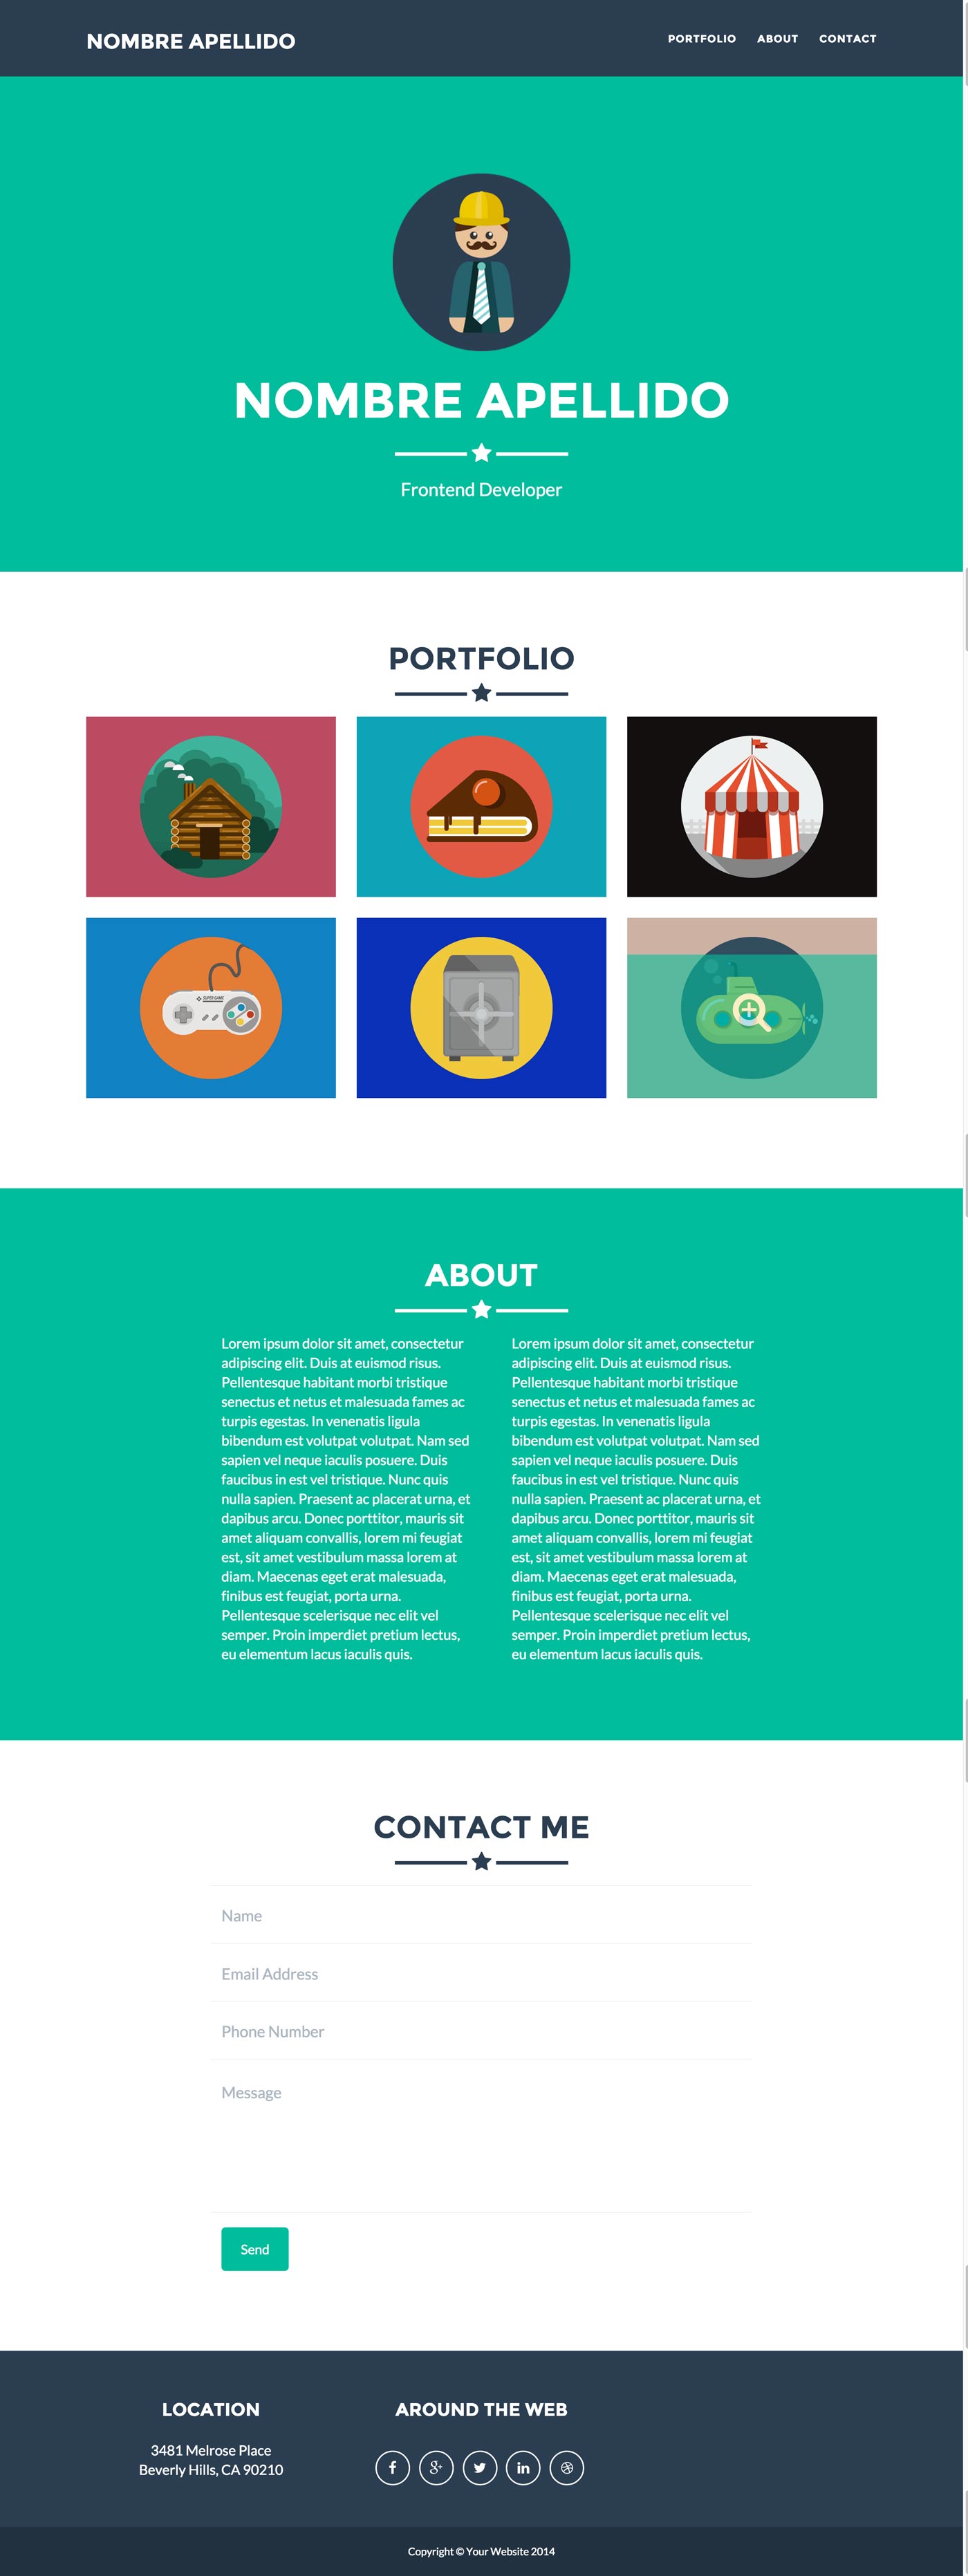 NOMBRE APELLIDO
PORTFOLIO ABOUT CONTACT
NOMBRE APELLIDO
Frontend Developer
PORTFOLIO
SUPER GAME
ABOUT
Lorem ipsum dolor sit amet, consectetur
adipiscing elit. Duis at euismod risus.
Pellentesque habitant morbi tristique
senectus et netus et malesuada fames ac
turpis egestas. In venenatis ligula
bibendum est volutpat volutpat. Nam sed
sapien vel neque iaculis posuere. Duis
faucibus in est vel tristique. Nunc quis
nulla sapien. Praesent ac placerat urna, et
dapibus arcu. Donec porttitor, mauris sit
amet aliquam convallis, lorem mi feugiat
est, sit amet vestibulum massa lorem at
diam. Maecenas eget erat malesuada,
finibus est feugiat, porta urna.
Pellentesque scelerisque nec elit vel
semper. Proin imperdiet pretium lectus,
eu elementum lacus iaculis quis.
Lorem ipsum dolor sit amet, consectetur
adipiscing elit. Duis at euismod risus.
Pellentesque habitant morbi tristique
senectus et netus et malesuada fames ac
turpis egestas. In venenatis ligula
bibendum est volutpat volutpat. Nam sed
sapien vel neque iaculis posuere. Duis
faucibus in est vel tristique. Nunc quis
nulla sapien. Praesent ac placerat urna, et
dapibus arcu. Donec porttitor, mauris sit
amet aliquam convallis, lorem mi feugiat
est, sit amet vestibulum massa lorem at
diam. Maecenas eget erat malesuada,
finibus est feugiat, porta urna.
Pellentesque scelerisque nec elit vel
semper. Proin imperdiet pretium lectus,
eu elementum lacus iaculis quis.
CONTACT ME
Name
Email Address
Phone Number
Message
Send
LOCATION
3481 Melrose Place
Beverly Hills, CA 90210
AROUND THE WEB
f g+ in
Copyright © Your Website 2014